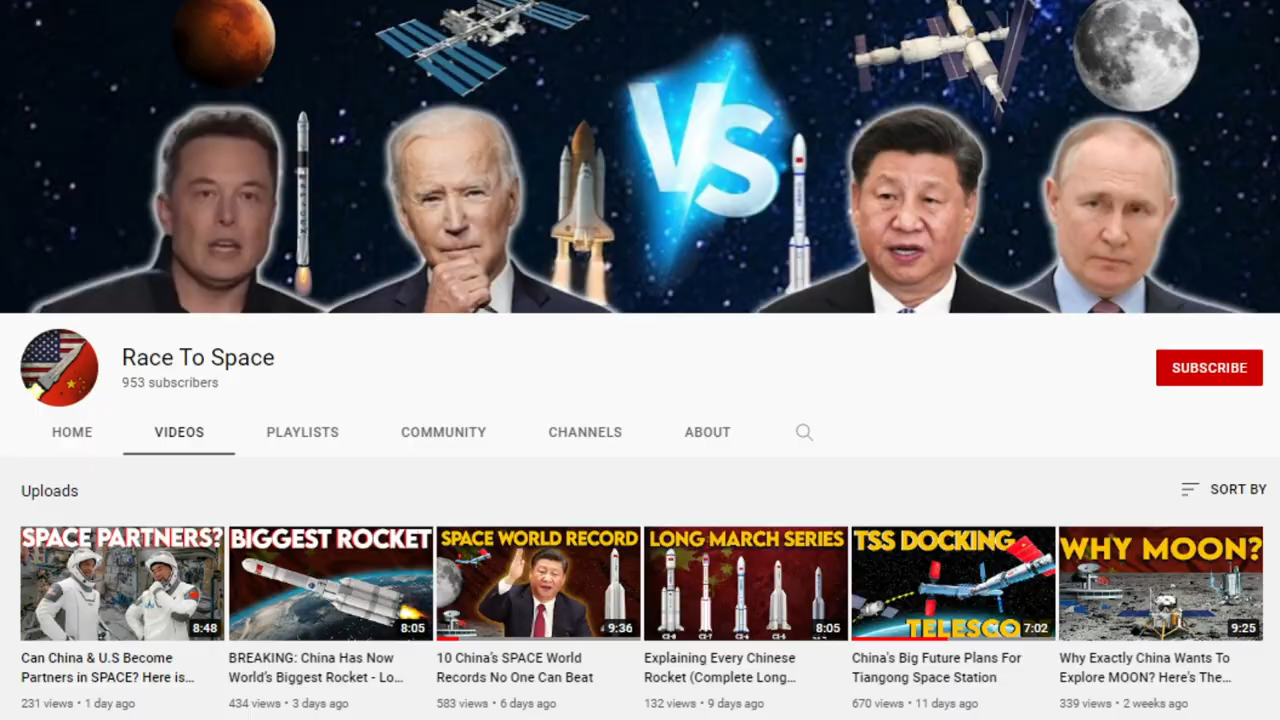 VS
Race To Space
953 subscribers
SUBSCRIBE
HOME VIDEOS PLAYLISTS COMMUNITY CHANNELS ABOUT
Uploads
SORT BY
SPACE PARTNERS?
8:48
Can China & U.S Become
Partners in SPACE? Here is...
231 views • 1 day ago
BIGGEST ROCKET
8:05
BREAKING: China Has Now
World's Biggest Rocket - Lo...
434 views • 3 days ago
SPACE WORLD RECORD
9:36
10 China's SPACE World
Records No One Can Beat
583 views • 6 days ago
LONG MARCH SERIES
8:05
Explaining Every Chinese
Rocket (Complete Long...
132 views • 9 days ago
TSS DOCKING
TELESCO
7:02
China's Big Future Plans For
Tiangong Space Station
670 views • 11 days ago
WHY MOON?
9:25
Why Exactly China Wants To
Explore MOON? Here's The...
339 views • 2 weeks ago